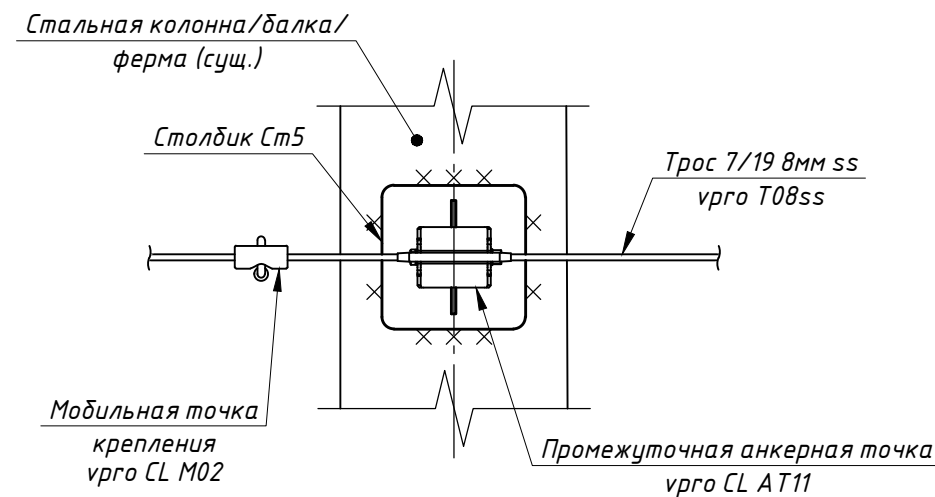 Стальная колонна/балка/
ферма (сущ.)
Столбик Ст5
Трос 7/19 8мм ss
vpro T08ss
Мобильная точка
крепления
vpro CL M02
Промежуточная анкерная точка
vpro CL AT11